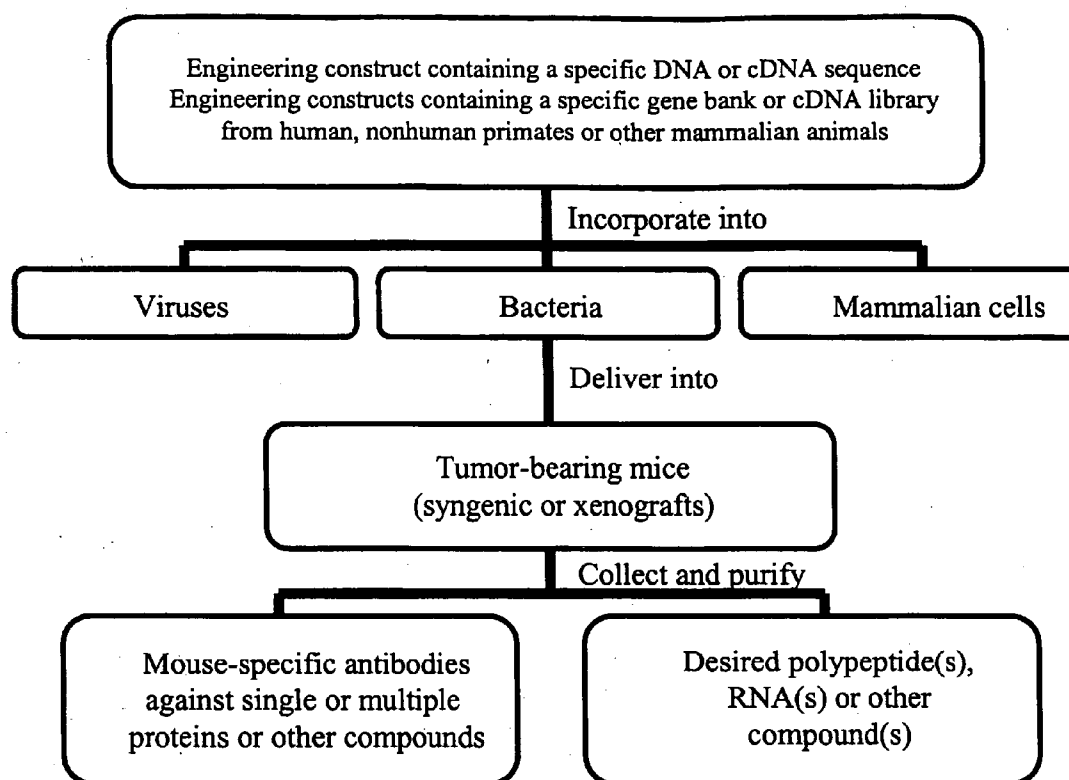 Engineering construct containing a specific DNA or cDNA sequence
Engineering constructs containing a specific gene bank or cDNA library
from human, nonhuman primates or other mammalian animals
Incorporate into
Viruses
Bacteria
Mammalian cells
Deliver into
Tumor-bearing mice
(syngenic or xenografts)
Collect and purify
Mouse-specific antibodies
against single or multiple
proteins or other compounds
Desired polypeptide(s),
RNA(s) or other
compound(s)